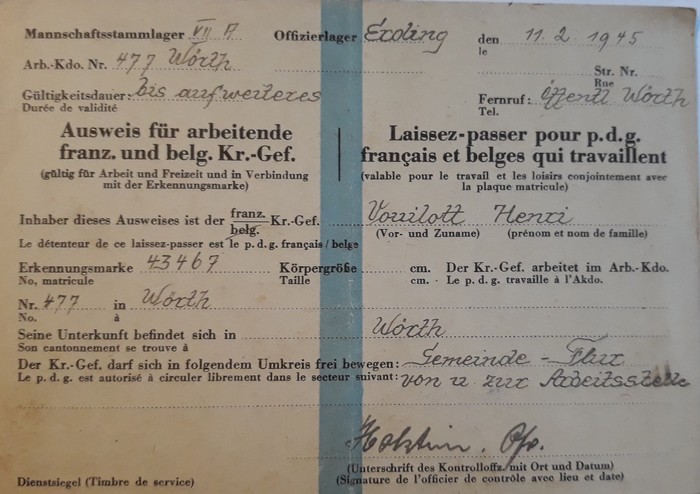 Mannschaftsstammlager VII A Offizierlager Erding den 11.2.1945
le
Arb.-Kdo. Nr. 477 Wörth Str. Nr.
Rue
Gültigkeitsdauer: bis auf weiteres Fernruf: öffentl Wörth
Durée de validité Tel.
Ausweis für arbeitende
franz. und belg. Kr.-Gef.
(gültig für Arbeit und Freizeit und in Verbindung
mit der Erkennungsmarke)
Laissez-passer pour p.d.g.
français et belges qui travaillent
(valable pour le travail et les loisirs conjointement avec
la plaque matricule)
Inhaber dieses Ausweises ist der franz. belg. Kr.-Gef. Vouilott Henri
(Vor- und Zuname) (prénom et nom de famille)
Le détenteur de ce laissez-passer est le p.d.g. français/belge
Erkennungsmarke 43467 Körpergröße cm. Der Kr.-Gef. arbeitet im Arb.-Kdo.
No. matricule Taille cm. Le p.d.g. travaille à l'Akdo.
Nr. 477 in Wörth
No. à
Seine Unterkunft befindet sich in Wörth
Son cantonnement se trouve à
Der Kr.-Gef. darf sich in folgendem Umkreis frei bewegen: Gemeinde-Flur
Le p.d.g. est autorisé à circuler librement dans le secteur suivant: von u zur Arbeitsstelle
(Unterschrift des Kontrolloffz. mit Ort und Datum)
Dienstsiegel (Timbre de service) (Signature de l'officier de contrôle avec lieu et date)